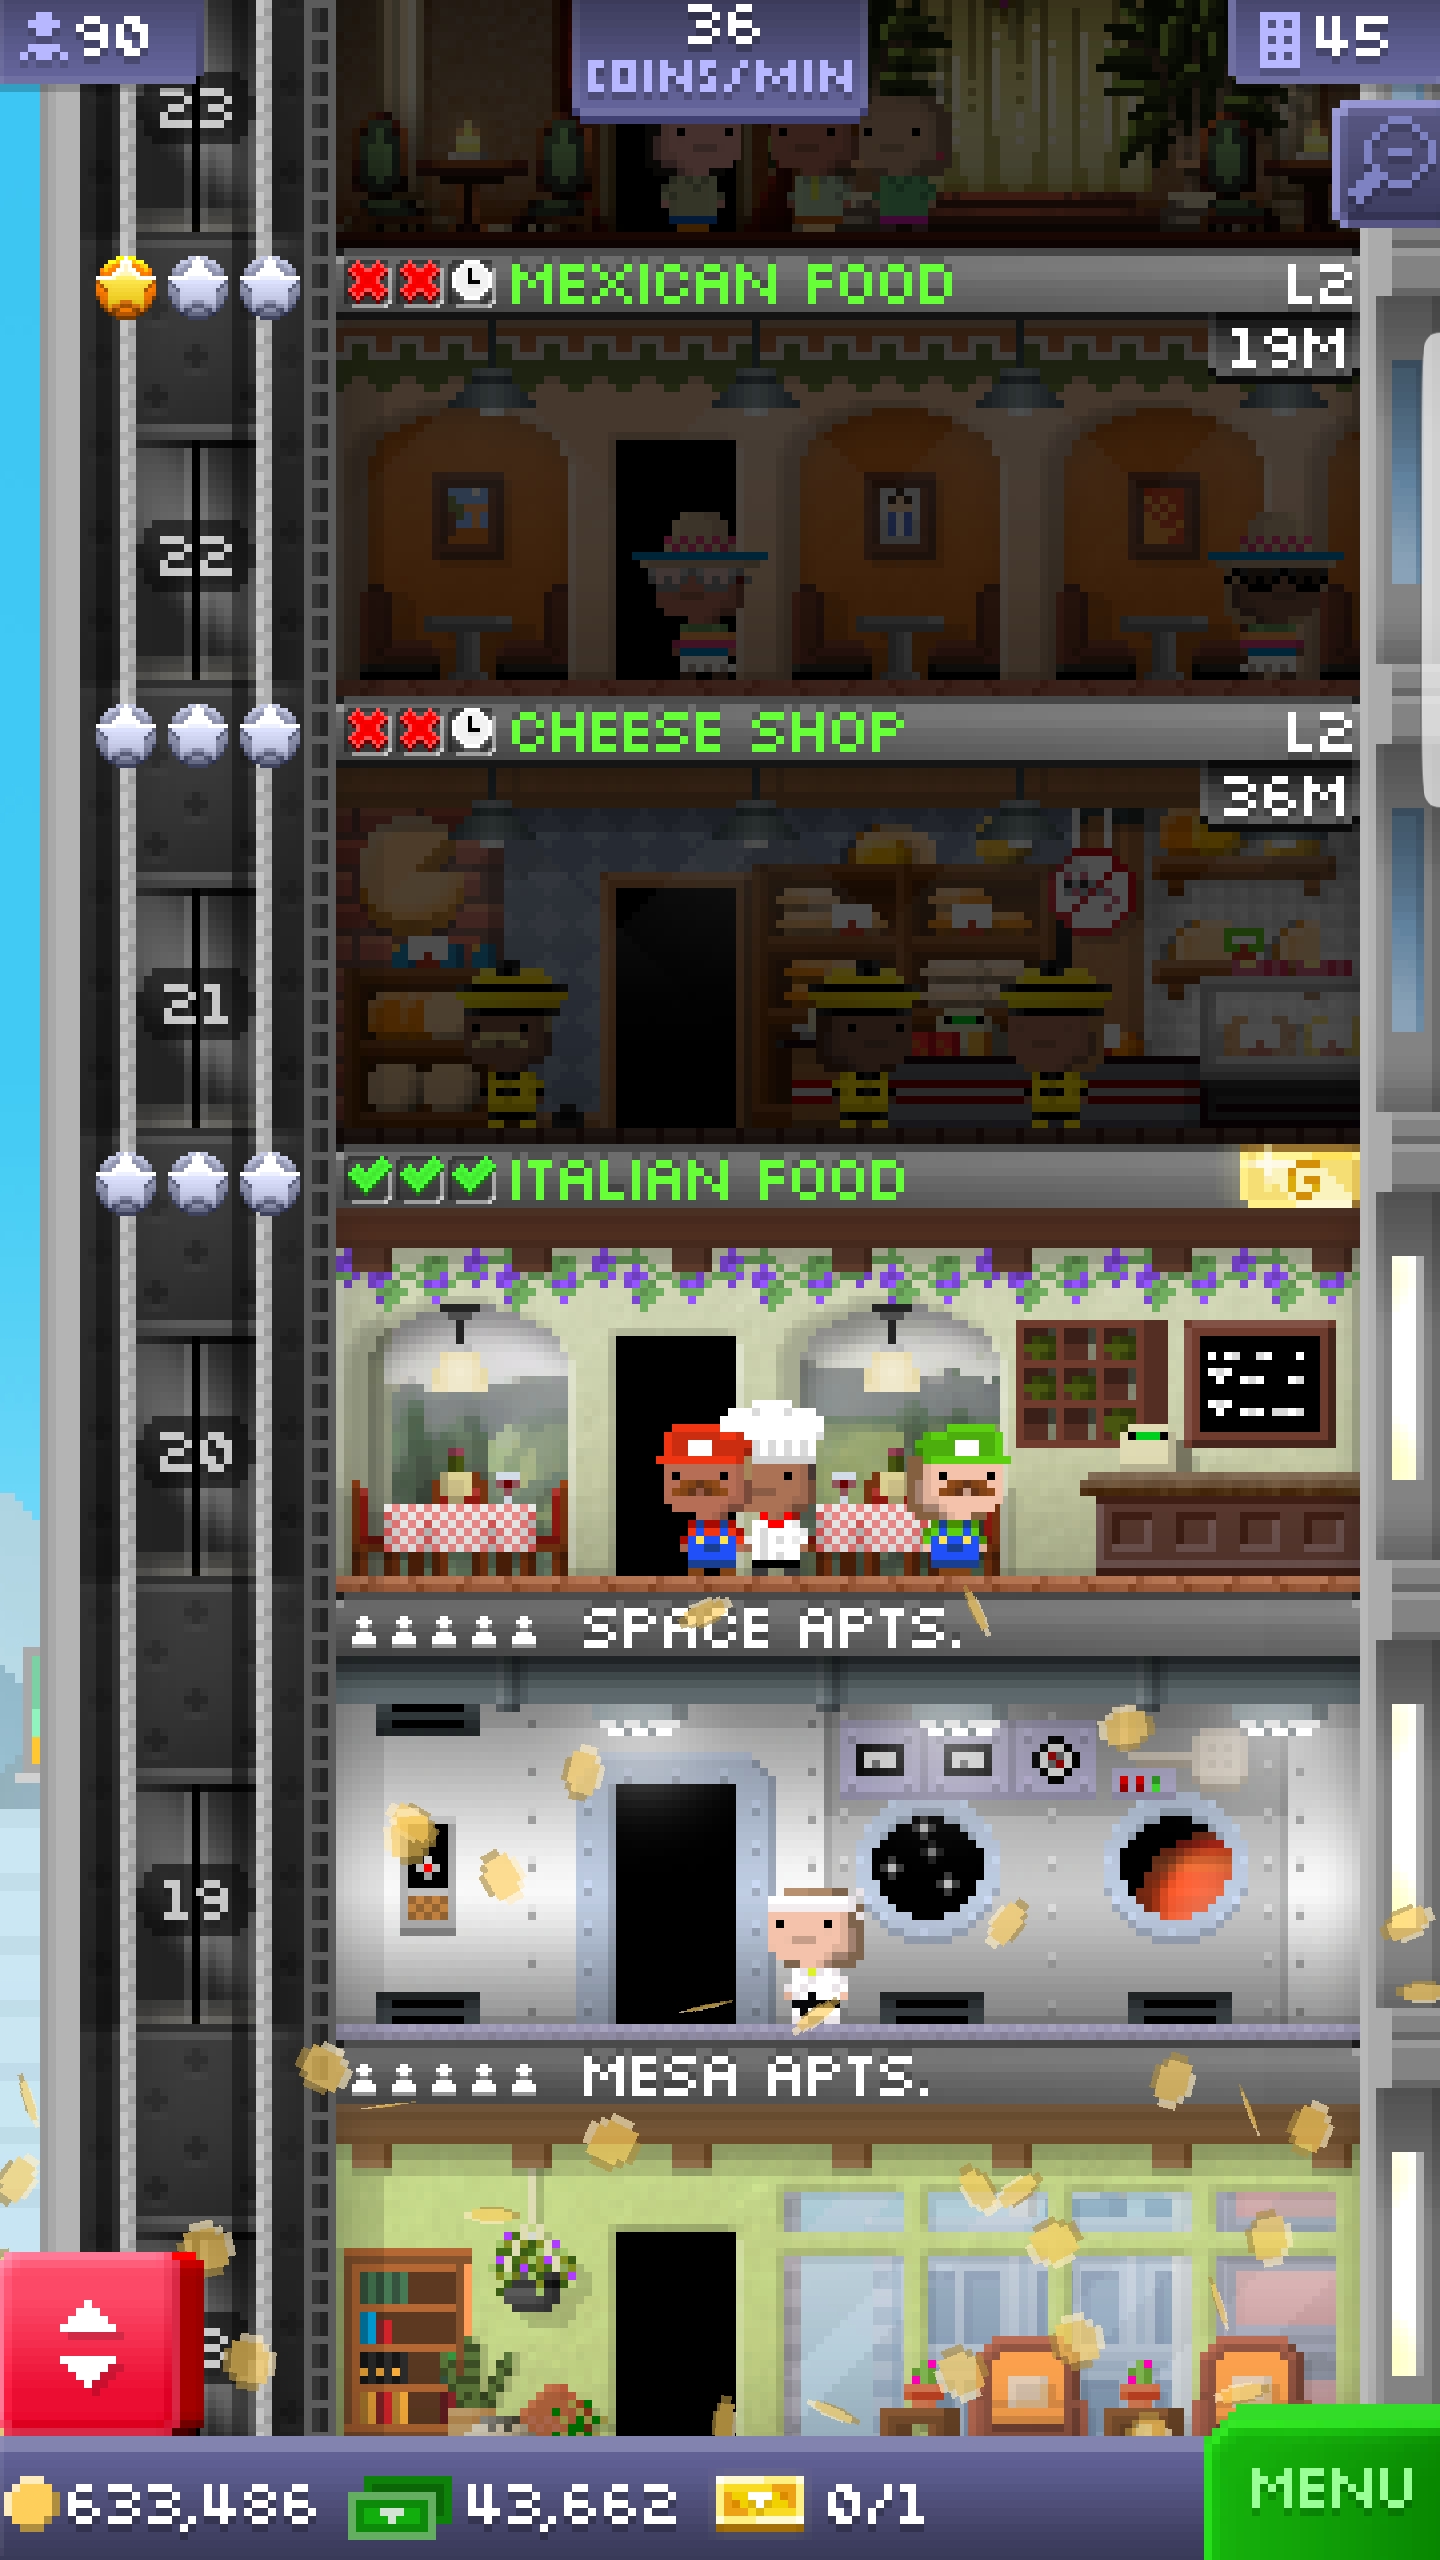 90
36
COINS/MIN
45
23
MEXICAN FOOD L2
19M
22
CHEESE SHOP L2
36M
21
ITALIAN FOOD G
20
SPACE APTS.
19
MESA APTS.
633,486 43,662 0/1
MENU